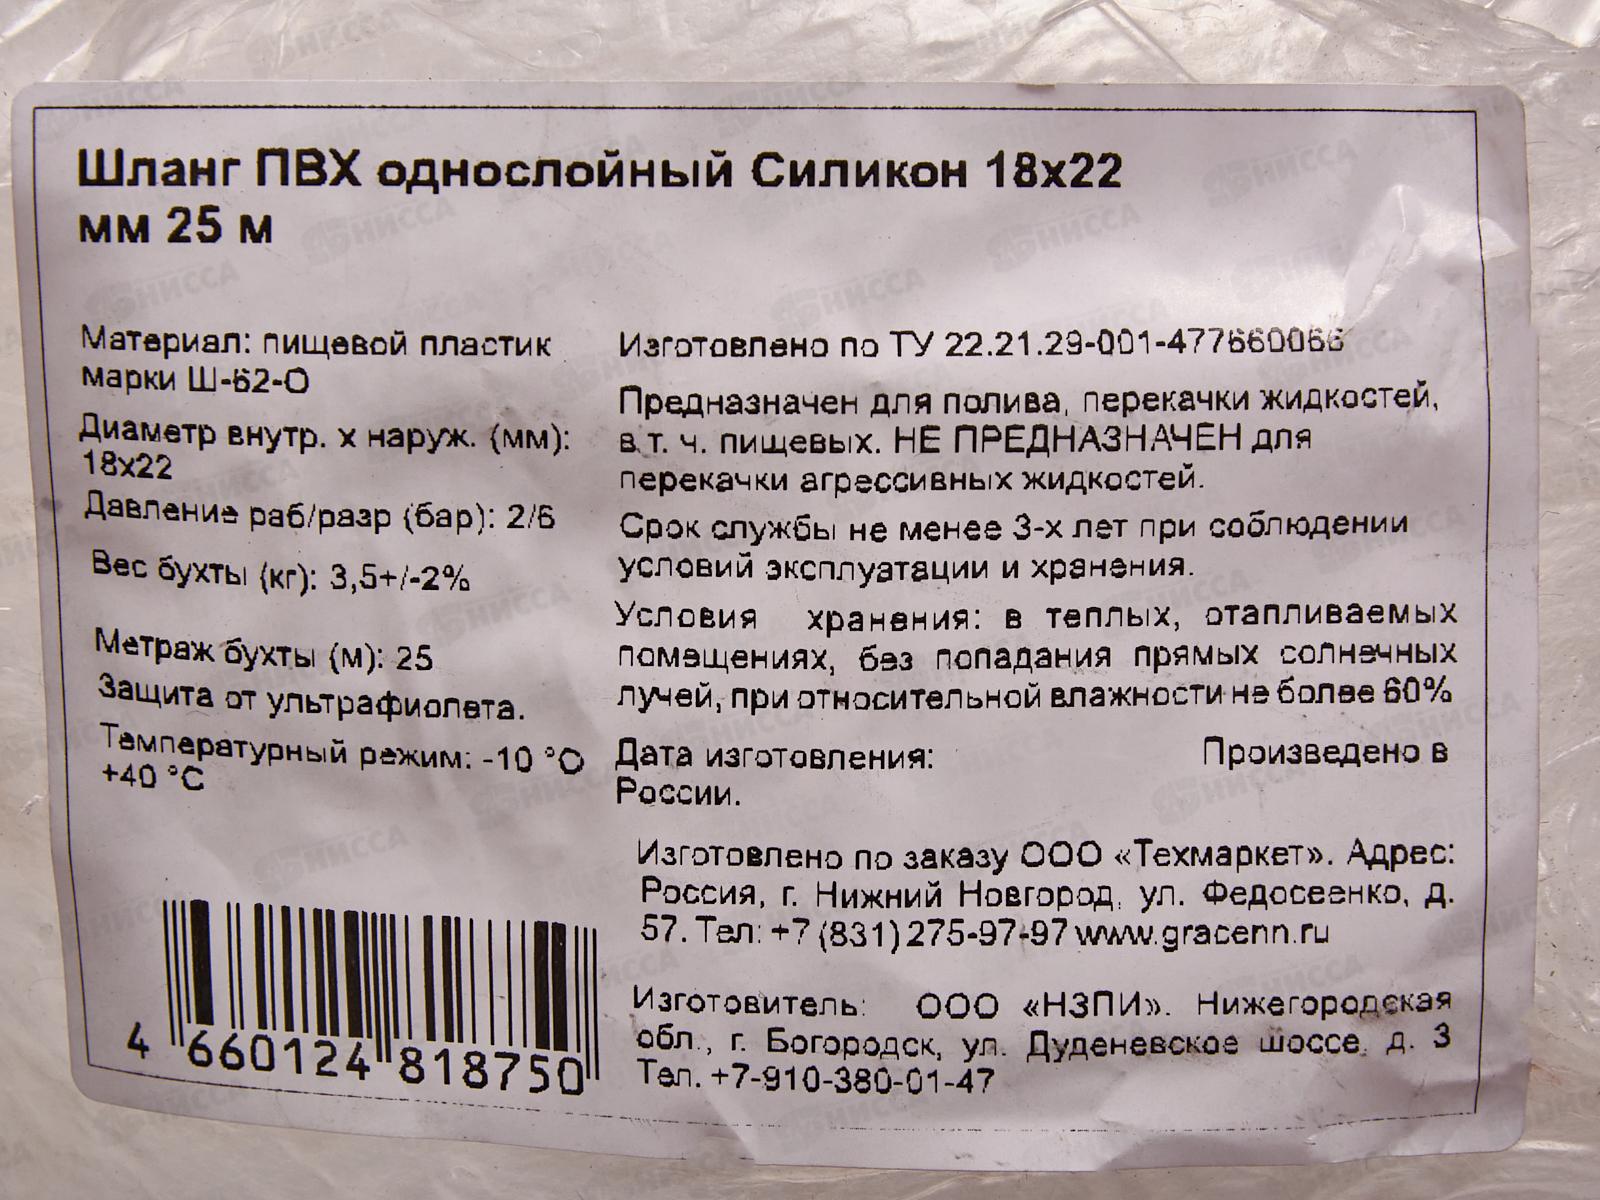 Шланг ПВХ однослойный Силикон 18х22
мм 25 м
Материал: пищевой пластик
марки Ш-62-О
Диаметр внутр. х наруж. (мм):
18х22
Давление раб/разр (бар): 2/6
Вес бухты (кг): 3,5+/-2%
Метраж бухты (м): 25
Защита от ультрафиолета.
Температурный режим: -10 °С
+40 °С
Изготовлено по ТУ 22.21.29-001-477660066
Предназначен для полива, перекачки жидкостей,
в т. ч. пищевых. НЕ ПРЕДНАЗНАЧЕН для
перекачки агрессивных жидкостей.
Срок службы не менее 3-х лет при соблюдении
условий эксплуатации и хранения.
Условия хранения: в теплых, отапливаемых
помещениях, без попадания прямых солнечных
лучей, при относительной влажности не более 60%
Дата изготовления: Произведено в
России.
Изготовлено по заказу ООО «Техмаркет». Адрес:
Россия, г. Нижний Новгород, ул. Федосеенко, д.
57. Тел: +7 (831) 275-97-97 www.gracenn.ru
Изготовитель: ООО «НЗПИ». Нижегородская
обл., г. Богородск, ул. Дуденевское шоссе, д. 3
Тел. +7-910-380-01-47
4 660124 818750
НИССА